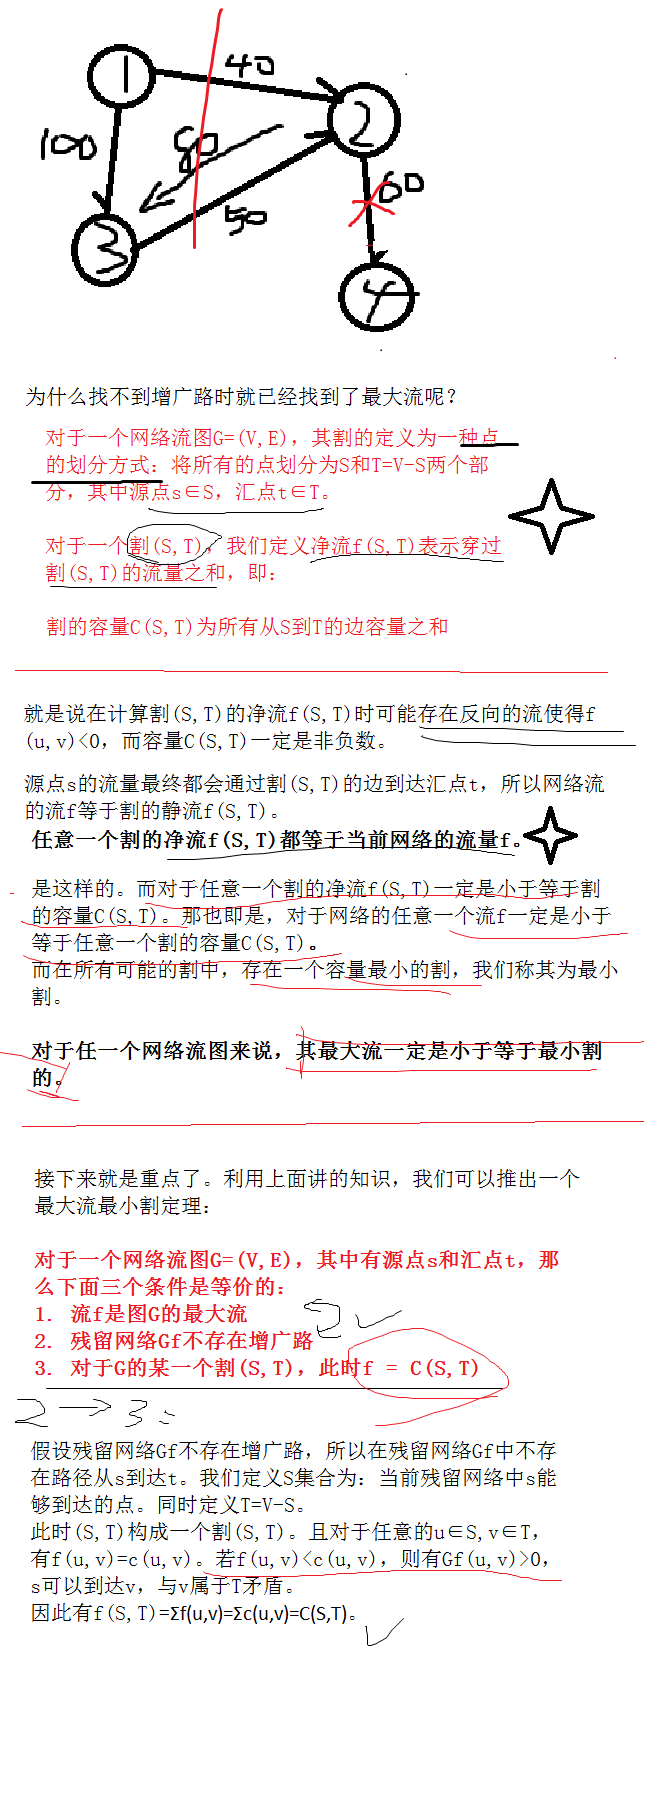 1
40
2
100
80
60
3
50
4
为什么找不到增广路时就已经找到了最大流呢？
对于一个网络流图G=(V,E)，其割的定义为一种点
的划分方式：将所有的点划分为S和T=V-S两个部
分，其中源点s∈S，汇点t∈T。
对于一个割(S,T)，我们定义净流f(S,T)表示穿过
割(S,T)的流量之和，即：
割的容量C(S,T)为所有从S到T的边容量之和
就是说在计算割(S,T)的净流f(S,T)时可能存在反向的流使得f
(u,v)<0，而容量C(S,T)一定是非负数。
源点s的流量最终都会通过割(S,T)的边到达汇点t，所以网络流
的流f等于割的静流f(S,T)。
任意一个割的净流f(S,T)都等于当前网络的流量f。
是这样的。而对于任意一个割的净流f(S,T)一定是小于等于割
的容量C(S,T)。那也即是，对于网络的任意一个流f一定是小于
等于任意一个割的容量C(S,T)。
而在所有可能的割中，存在一个容量最小的割，我们称其为最小
割。
对于任一个网络流图来说，其最大流一定是小于等于最小割
的。
接下来就是重点了。利用上面讲的知识，我们可以推出一个
最大流最小割定理：
对于一个网络流图G=(V,E)，其中有源点s和汇点t，那
么下面三个条件是等价的：
1. 流f是图G的最大流
2
2. 残留网络Gf不存在增广路
3. 对于G的某一个割(S,T)，此时f = C(S,T)
2→3:
假设残留网络Gf不存在增广路，所以在残留网络Gf中不存
在路径从s到达t。我们定义S集合为：当前残留网络中s能
够到达的点。同时定义T=V-S。
此时(S,T)构成一个割(S,T)。且对于任意的u∈S,v∈T，
有f(u,v)=c(u,v)。若f(u,v)<c(u,v)，则有Gf(u,v)>0，
s可以到达v，与v属于T矛盾。
因此有f(S,T)=Σf(u,v)=Σc(u,v)=C(S,T)。